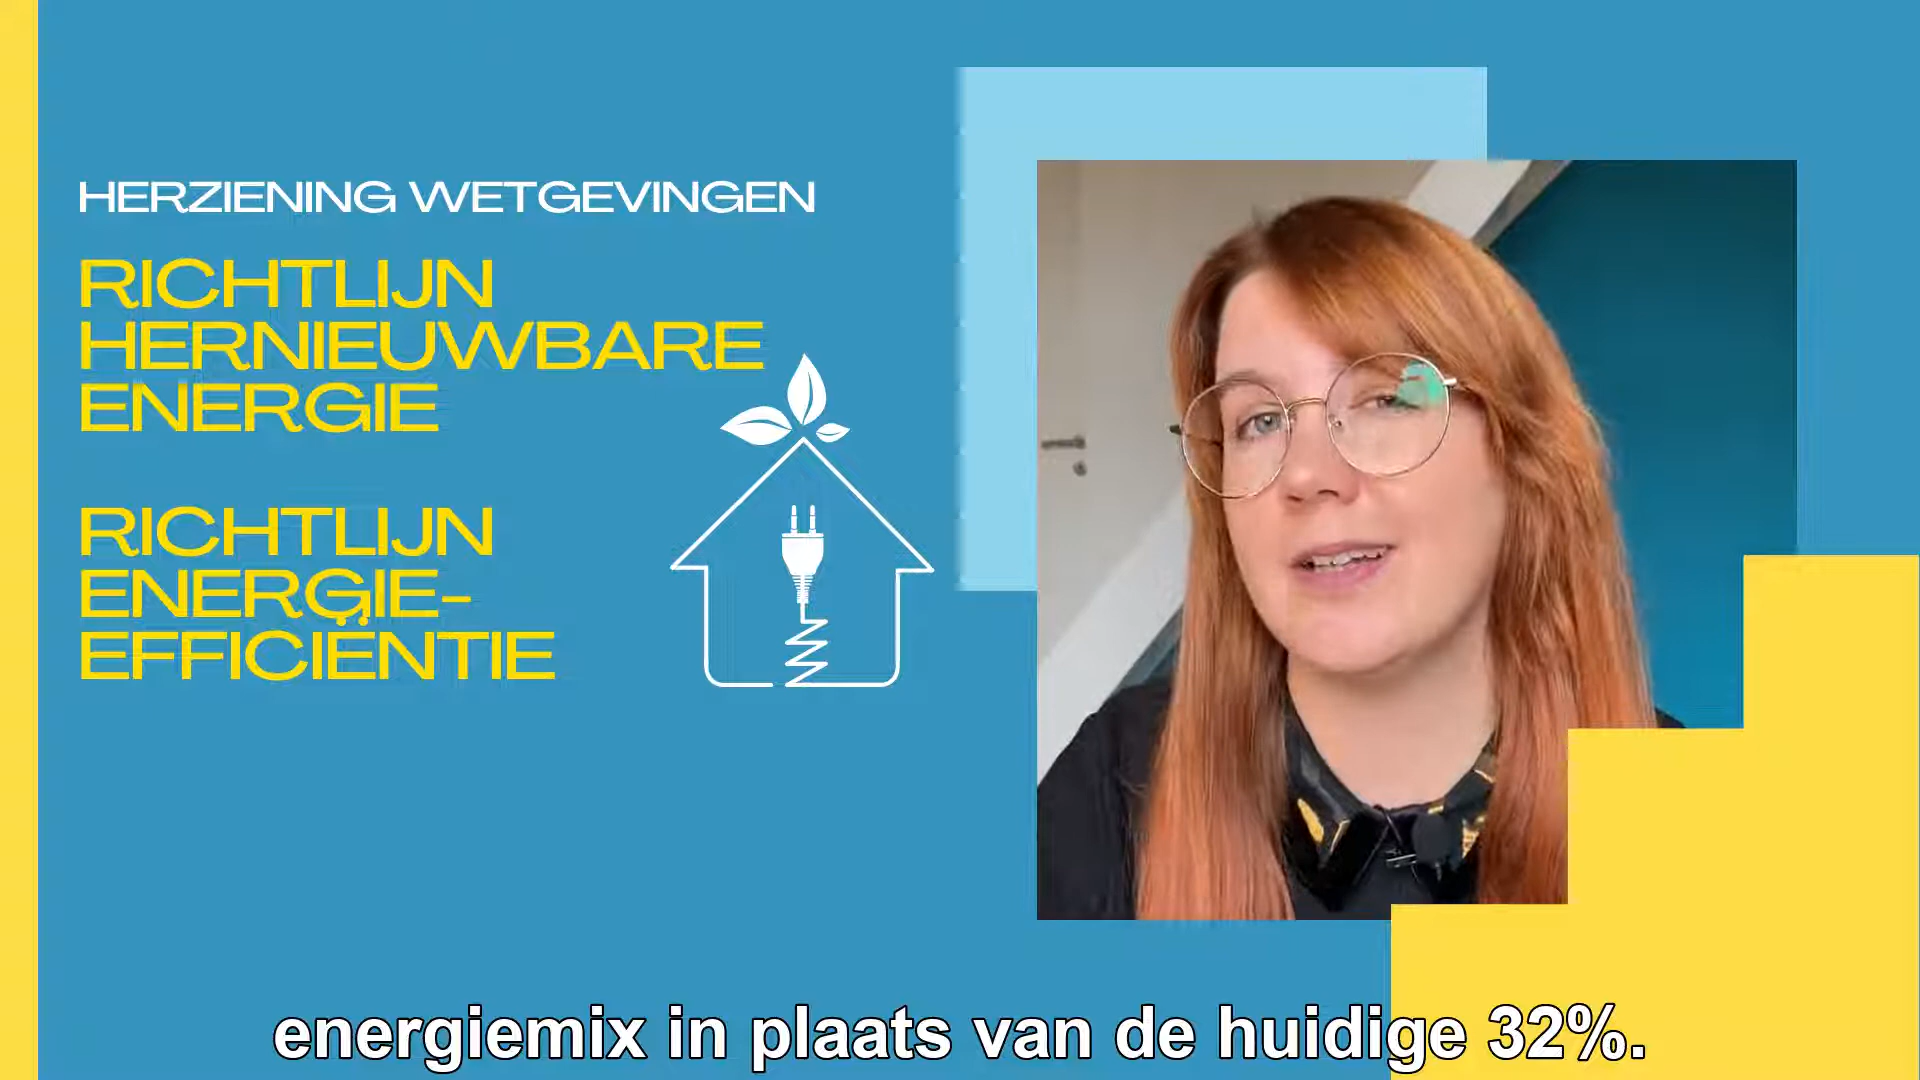 HERZIENING WETGEVINGEN
RICHTLIJN
HERNIEUWBARE
ENERGIE
RICHTLIJN
ENERGIE-
EFFICIËNTIE
energiemix in plaats van de huidige 32%.